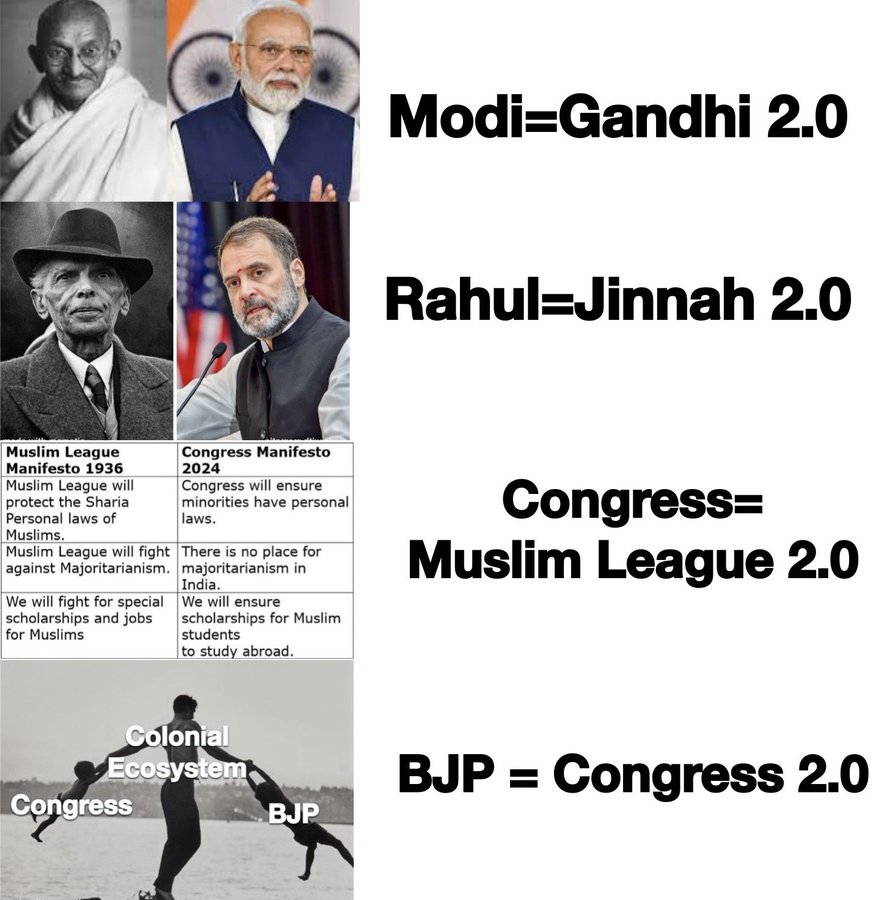 Modi=Gandhi 2.0
Rahul=Jinnah 2.0
Muslim League
Manifesto 1936
Congress Manifesto
2024
Muslim League will
protect the Sharia
Personal laws of
Muslims.
Congress will ensure
minorities have personal
laws.
Muslim League will fight
against Majoritarianism.
There is no place for
majoritarianism in
India.
We will fight for special
scholarships and jobs
for Muslims
We will ensure
scholarships for Muslim
students
to study abroad.
Congress=
Muslim League 2.0
Colonial
Ecosystem
Congress
BJP
BJP = Congress 2.0